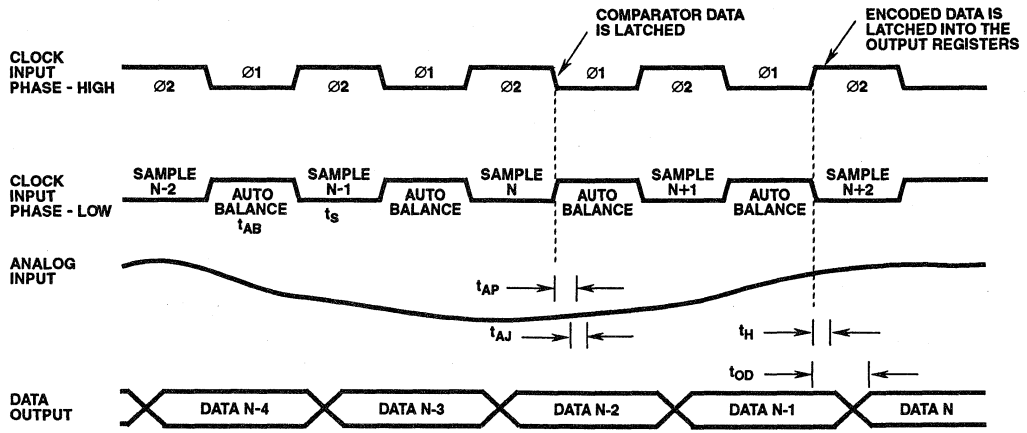 COMPARATOR DATA
IS LATCHED
ENCODED DATA IS
LATCHED INTO THE
OUTPUT REGISTERS
CLOCK
INPUT
PHASE - HIGH
Ø2
Ø1
Ø2
Ø1
Ø2
Ø1
Ø2
Ø1
Ø2
CLOCK
INPUT
PHASE - LOW
SAMPLE
N-2
AUTO
BALANCE
tAB
SAMPLE
N-1
tS
AUTO
BALANCE
SAMPLE
N
AUTO
BALANCE
SAMPLE
N+1
AUTO
BALANCE
SAMPLE
N+2
ANALOG
INPUT
tAP
tAJ
tH
tOD
DATA
OUTPUT
DATA N-4
DATA N-3
DATA N-2
DATA N-1
DATA N